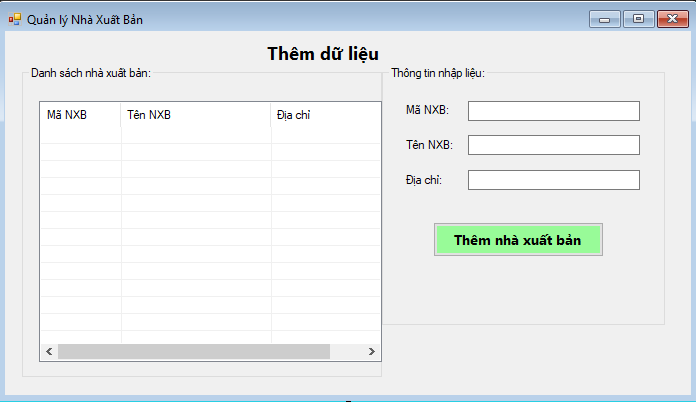 Quản lý Nhà Xuất Bản
Thêm dữ liệu
Danh sách nhà xuất bản:
Mã NXB Tên NXB Địa chỉ
Thông tin nhập liệu:
Mã NXB:
Tên NXB:
Địa chỉ:
Thêm nhà xuất bản